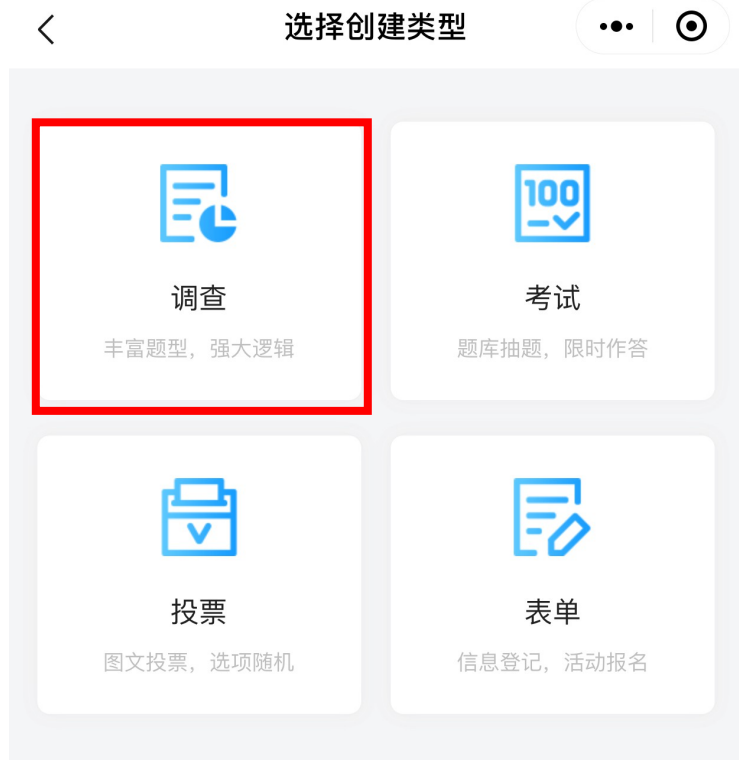 选择创建类型
100
调查
考试
丰富题型，强大逻辑
题库抽题，限时作答
投票
表单
图文投票，选项随机
信息登记，活动报名